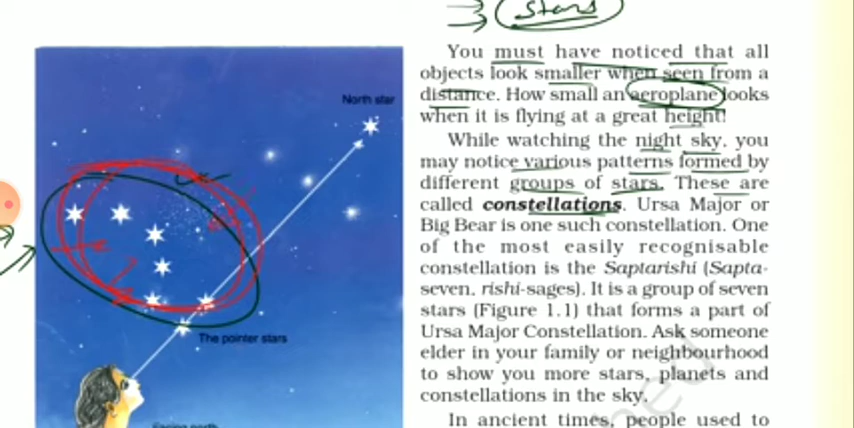 stars
North star
The pointer stars
Facing north
You must have noticed that all
objects look smaller when seen from a
distance. How small an aeroplane looks
when it is flying at a great height!
While watching the night sky, you
may notice various patterns formed by
different groups of stars. These are
called constellations. Ursa Major or
Big Bear is one such constellation. One
of the most easily recognisable
constellation is the Saptarishi (Sapta-
seven, rishi-sages). It is a group of seven
stars (Figure 1.1) that forms a part of
Ursa Major Constellation. Ask someone
elder in your family or neighbourhood
to show you more stars, planets and
constellations in the sky.
In ancient times, people used to